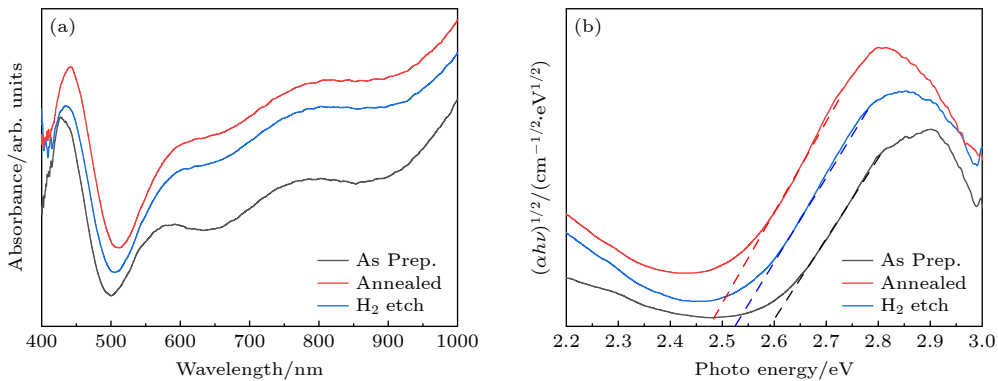 (a)
Absorbance/arb. units
As Prep.
Annealed
H₂ etch
400 500 600 700 800 900 1000
Wavelength/nm
(b)
(αhν)^{1/2}/(cm^{−1/2}·eV^{1/2})
As Prep.
Annealed
H₂ etch
2.2 2.3 2.4 2.5 2.6 2.7 2.8 2.9 3.0
Photo energy/eV